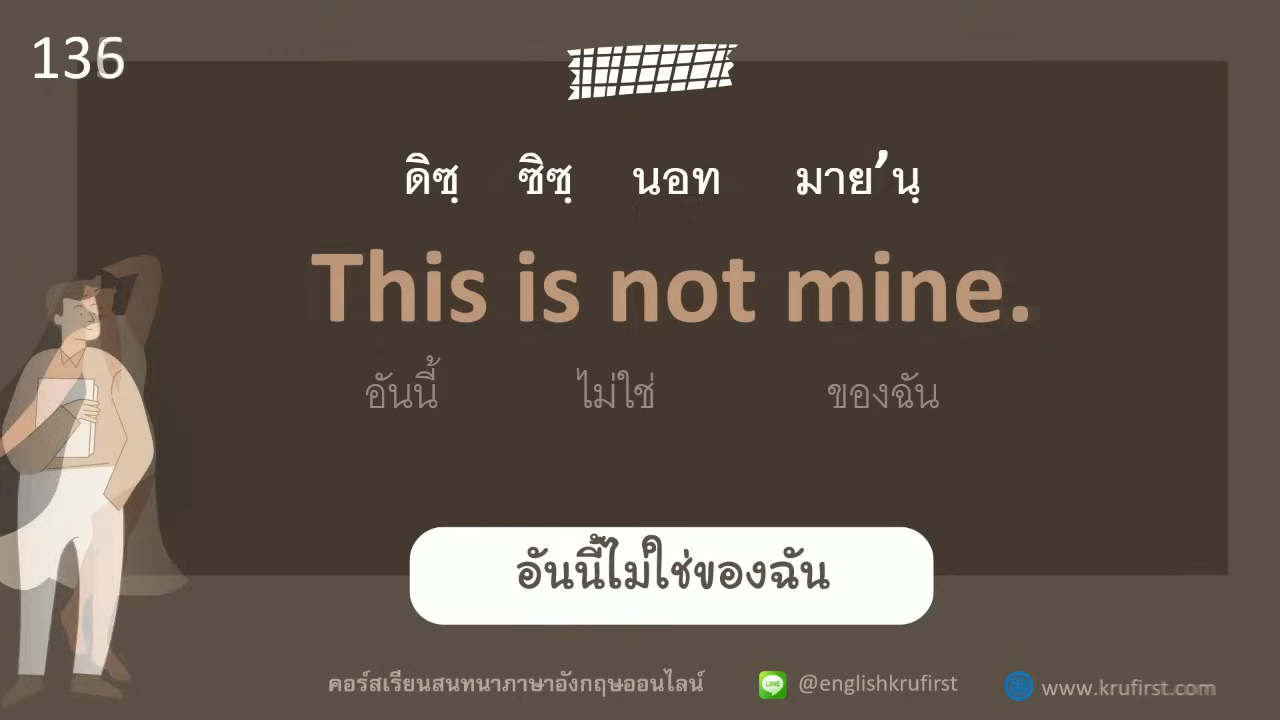 136
ดิซฺ ซิซฺ นอท มาย’นฺ
This is not mine.
อันนี้ ไม่ใช่ ของฉัน
อันนี้ไม่ใช่ของฉัน
คอร์สเรียนสนทนาภาษาอังกฤษออนไลน์ LINE @englishkrufirst www.krufirst.com